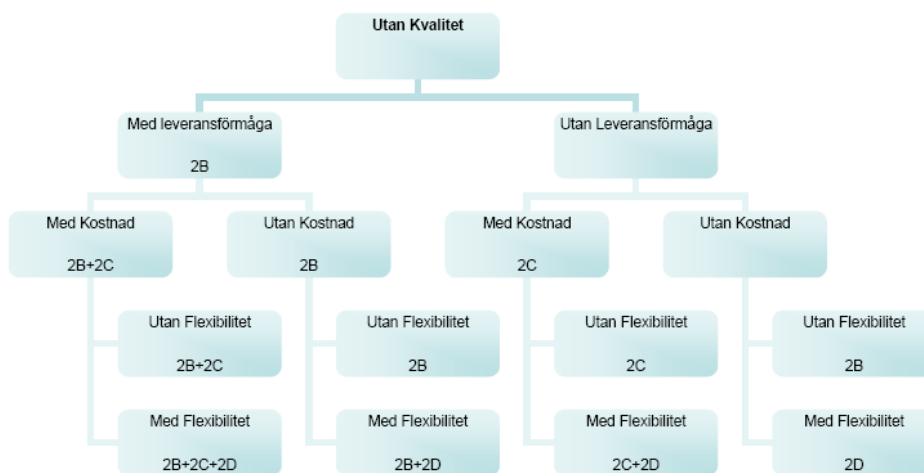 Utan Kvalitet
Med leveransförmåga
2B
Utan Leveransförmåga
Med Kostnad
2B+2C
Utan Kostnad
2B
Med Kostnad
2C
Utan Kostnad
Utan Flexibilitet
2B+2C
Utan Flexibilitet
2B
Utan Flexibilitet
2C
Utan Flexibilitet
2B
Med Flexibilitet
2B+2C+2D
Med Flexibilitet
2B+2D
Med Flexibilitet
2C+2D
Med Flexibilitet
2D